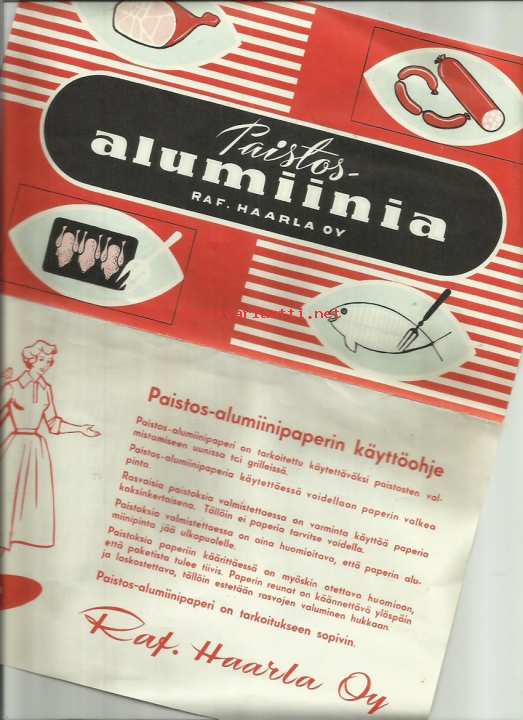 Paistos-
alumiinia
RAF. HAARLA OY
Paistos-alumiinipaperin käyttöohje
Paistos-alumiinipaperi on tarkoitettu käytettäväksi paistosten val-
mistamiseen uunissa tai grilleissä.
Paistos-alumiinipaperia käytettäessä voidellaan paperin valkea
pinta.
Rasvaisia paistoksia valmistettaessa on varminta käyttää paperia
kaksinkertaisena. Tällöin ei paperia tarvitse voidella.
Paistoksia valmistettaessa on aina huomioitava, että paperin alu-
miinipinta jää ulkopuolelle.
Paistoksia paperiin käärittäessä on myöskin otettava huomioon,
että paketista tulee tiivis. Paperin reunat on käännettävä ylöspäin
ja laskostettava, tällöin estetään rasvojen valuminen hukkaan.
Paistos-alumiinipaperi on tarkoitukseen sopivin.
Raf. Haarla Oy